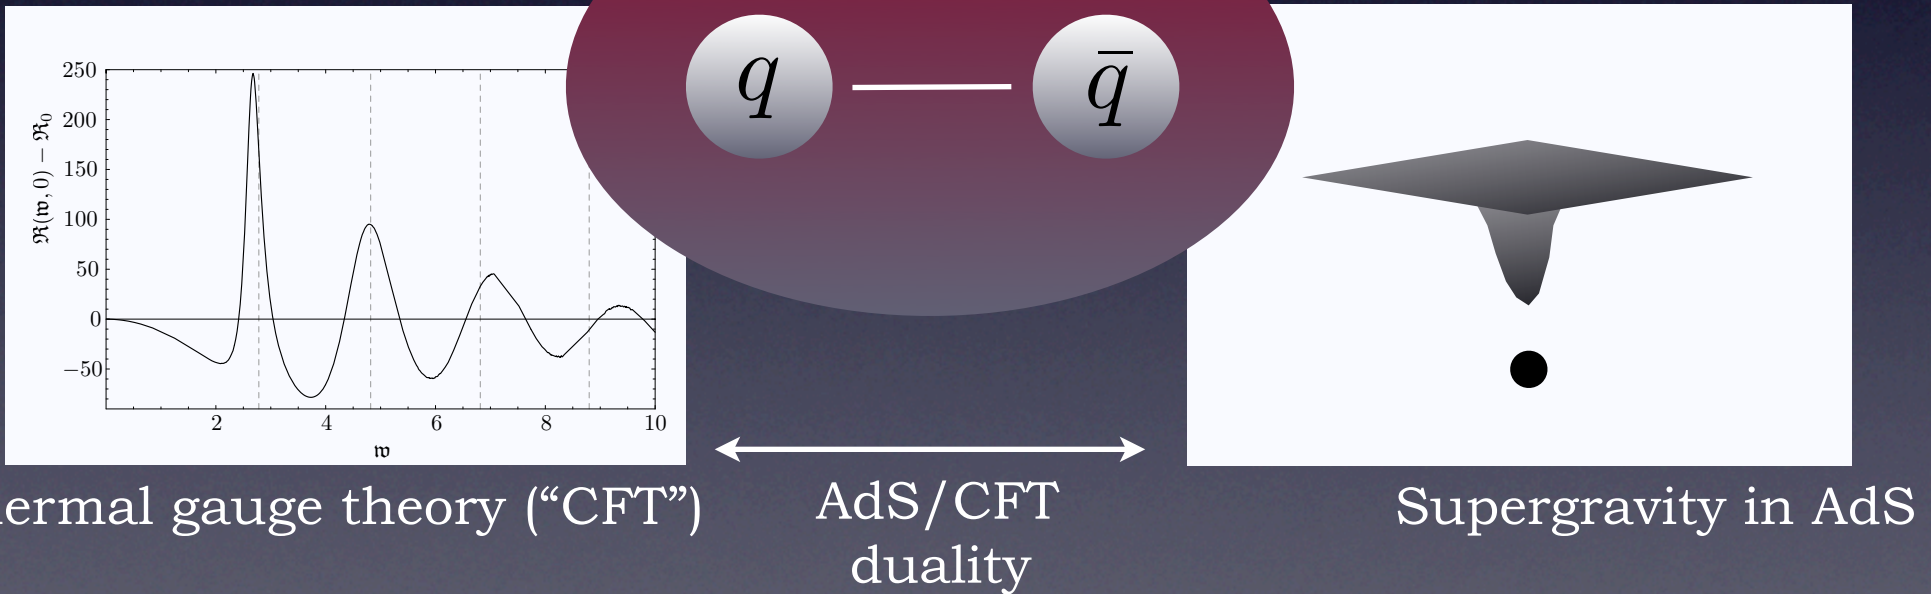 q q̅
250
200
150
100
50
0
−50
ℜ(𝔴, 0) − ℜ₀
2 4 6 8 10
𝔴
ermal gauge theory (“CFT”)
AdS/CFT
duality
Supergravity in AdS